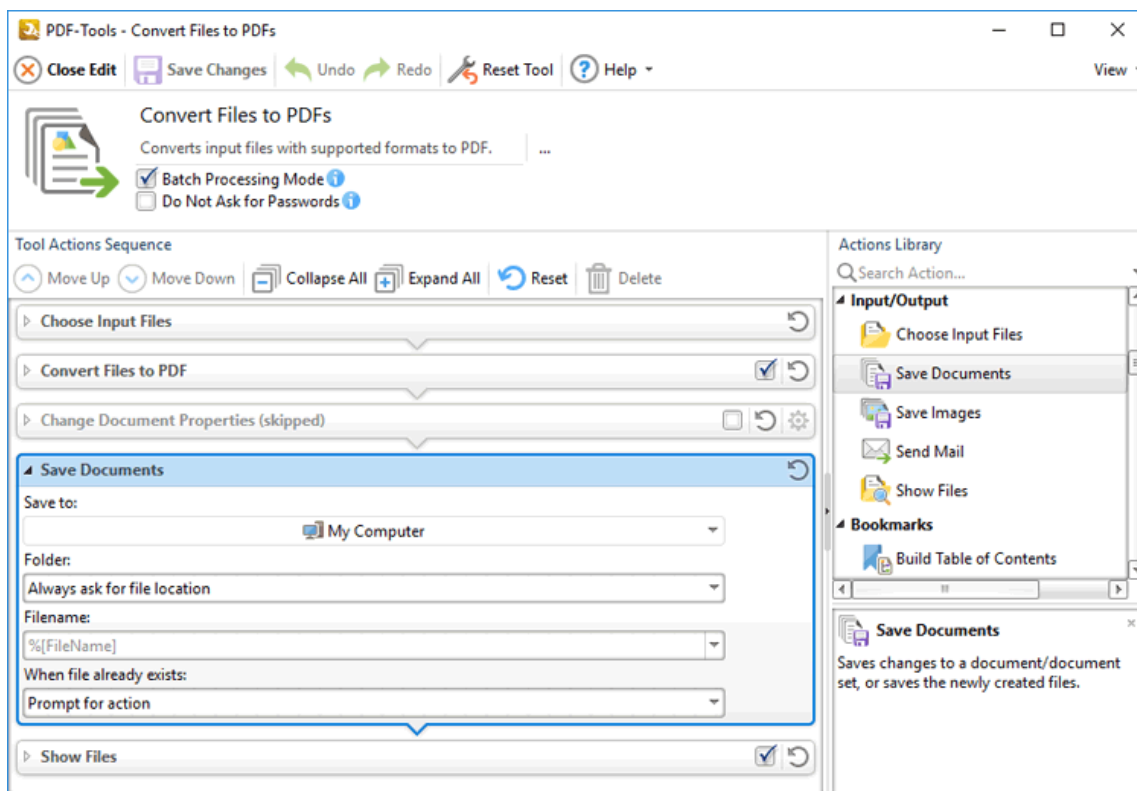 PDF-Tools - Convert Files to PDFs
Close Edit Save Changes Undo Redo Reset Tool ? Help View
Convert Files to PDFs
Converts input files with supported formats to PDF. ...
Batch Processing Mode i
Do Not Ask for Passwords i
Tool Actions Sequence
Move Up Move Down Collapse All Expand All Reset Delete
Choose Input Files
Convert Files to PDF
Change Document Properties (skipped)
Save Documents
Save to:
My Computer
Folder:
Always ask for file location
Filename:
%[FileName]
When file already exists:
Prompt for action
Show Files
Actions Library
Search Action...
Input/Output
Choose Input Files
Save Documents
Save Images
Send Mail
Show Files
Bookmarks
Build Table of Contents
Save Documents
Saves changes to a document/document
set, or saves the newly created files.